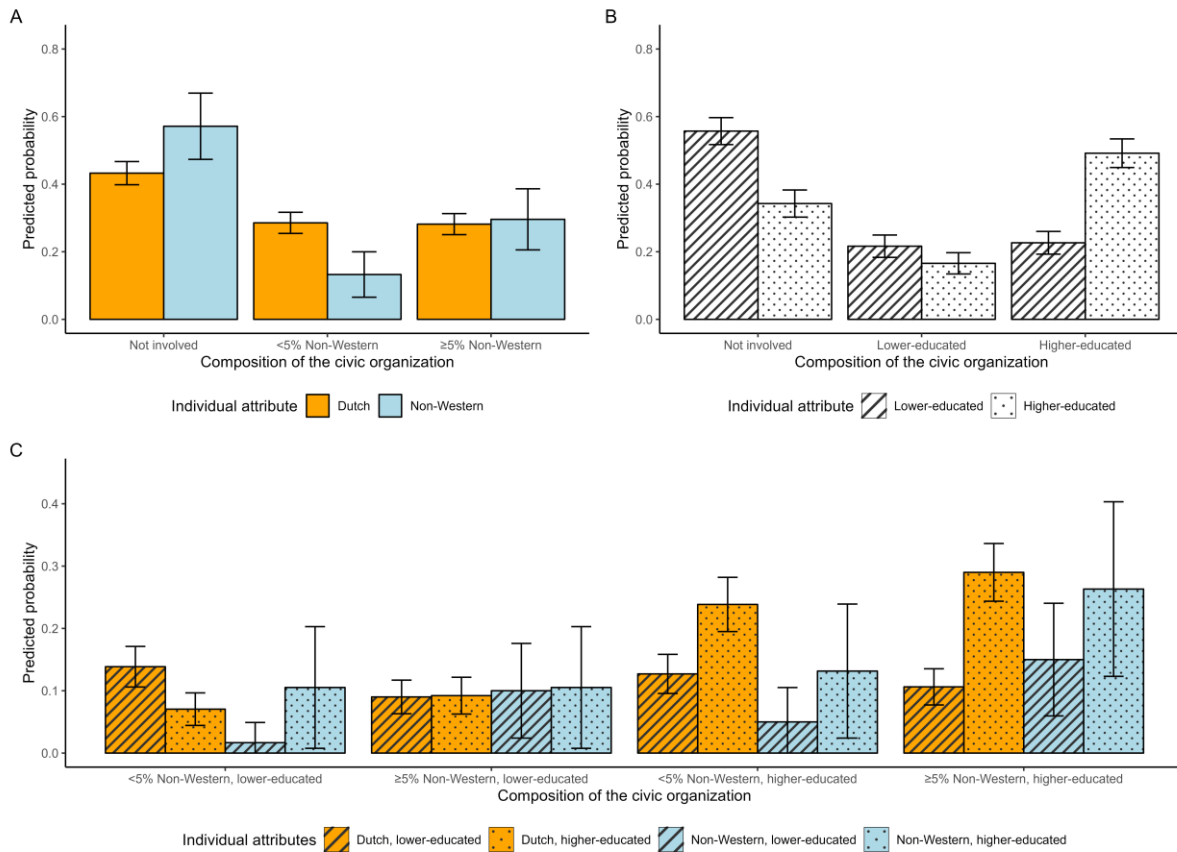 A
0.8
0.6
0.4
0.2
0.0
Predicted probability
Not involved
<5% Non-Western
≥5% Non-Western
Composition of the civic organization
Individual attribute Dutch Non-Western
B
0.8
0.6
0.4
0.2
0.0
Predicted probability
Not involved
Lower-educated
Higher-educated
Composition of the civic organization
Individual attribute Lower-educated Higher-educated
C
0.4
0.3
0.2
0.1
0.0
Predicted probability
<5% Non-Western, lower-educated
≥5% Non-Western, lower-educated
<5% Non-Western, higher-educated
≥5% Non-Western, higher-educated
Composition of the civic organization
Individual attributes Dutch, lower-educated Dutch, higher-educated Non-Western, lower-educated Non-Western, higher-educated